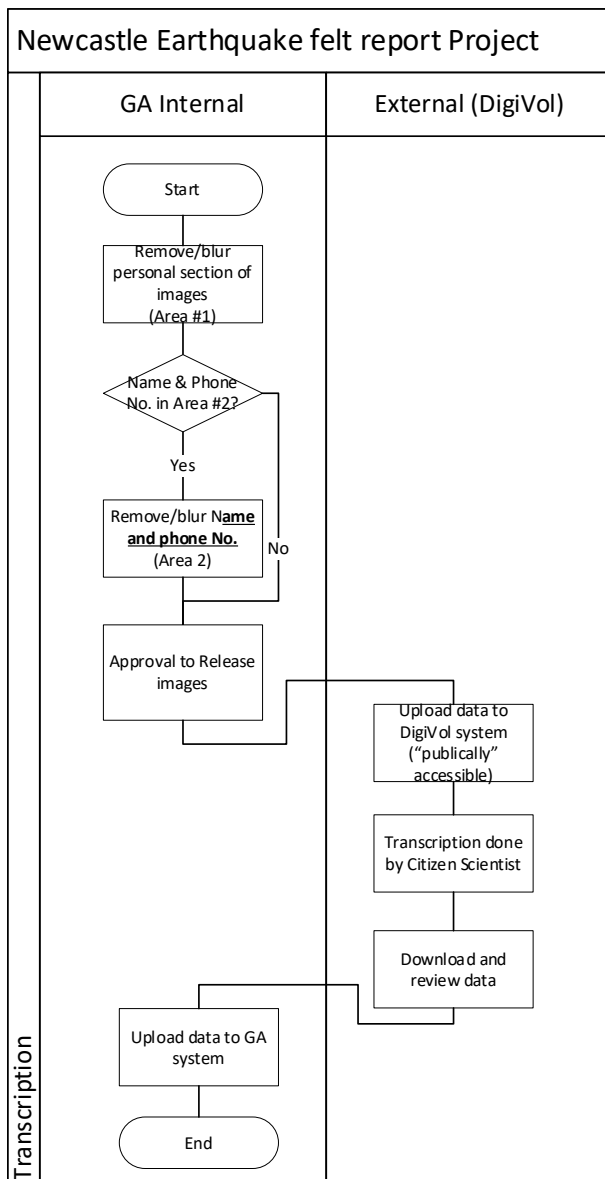 Newcastle Earthquake felt report Project
GA Internal
External (DigiVol)
Start
Remove/blur
personal section of
images
(Area #1)
Name & Phone
No. in Area #2?
Yes
Remove/blur Name
and phone No.
(Area 2)
No
Approval to Release
images
Upload data to
DigiVol system
(“publically”
accessible)
Transcription done
by Citizen Scientist
Download and
review data
Upload data to GA
system
End
Transcription